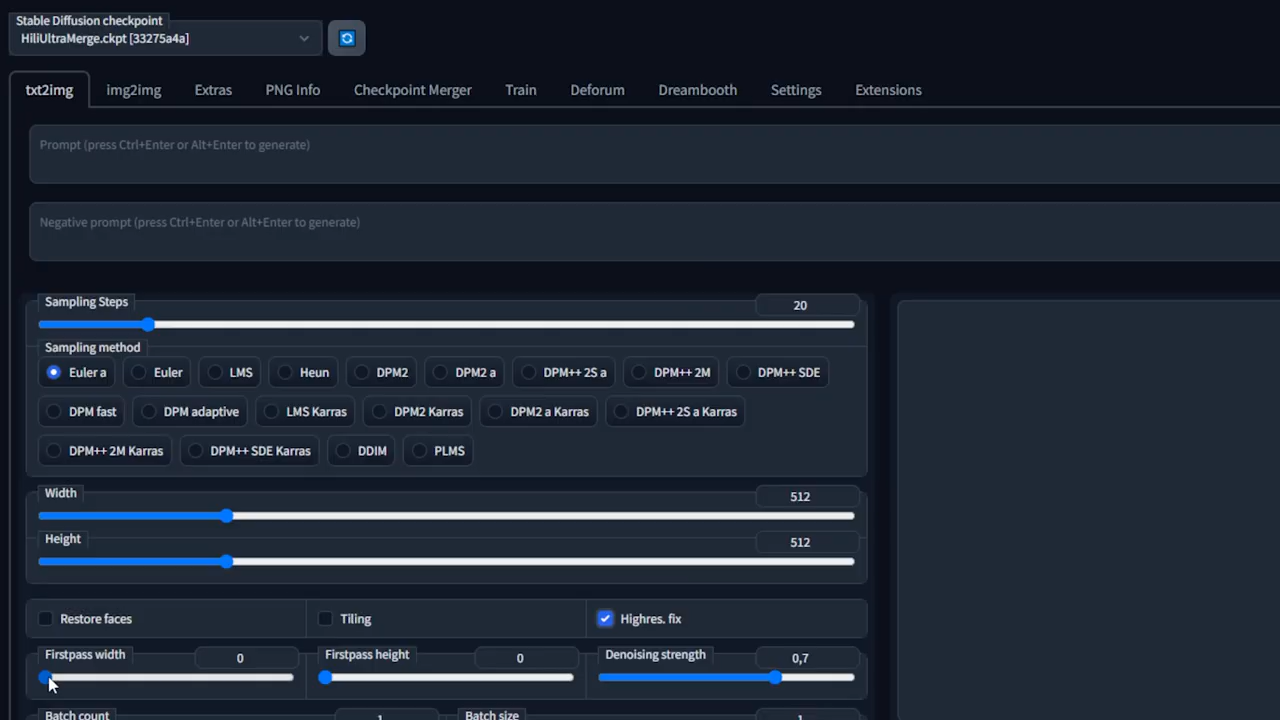 Stable Diffusion checkpoint
HiliUltraMerge.ckpt [33275a4a]
txt2img img2img Extras PNG Info Checkpoint Merger Train Deforum Dreambooth Settings Extensions
Prompt (press Ctrl+Enter or Alt+Enter to generate)
Negative prompt (press Ctrl+Enter or Alt+Enter to generate)
Sampling Steps 20
Sampling method
Euler a Euler LMS Heun DPM2 DPM2 a DPM++ 2S a DPM++ 2M DPM++ SDE
DPM fast DPM adaptive LMS Karras DPM2 Karras DPM2 a Karras DPM++ 2S a Karras
DPM++ 2M Karras DPM++ SDE Karras DDIM PLMS
Width 512
Height 512
Restore faces Tiling Highres. fix
Firstpass width 0 Firstpass height 0 Denoising strength 0,7
Batch count 1 Batch size 1